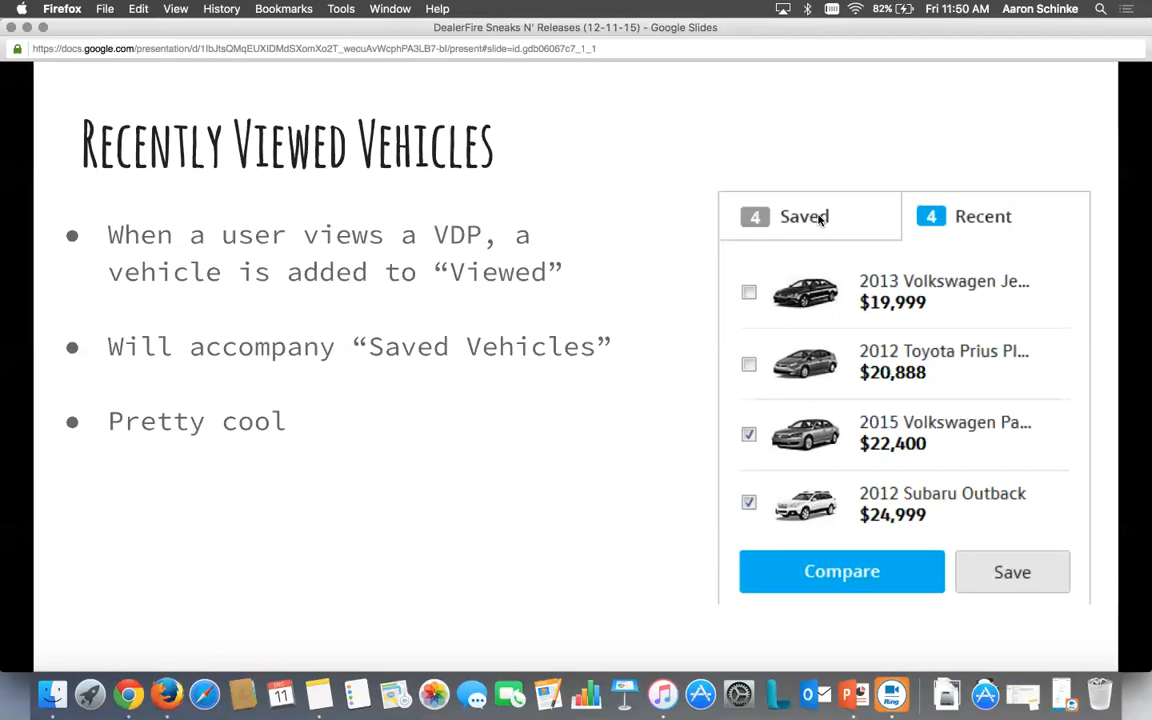 Firefox File Edit View History Bookmarks Tools Window Help 82% Fri 11:50 AM Aaron Schinke
DealerFire Sneaks N' Releases (12-11-15) - Google Slides
RECENTLY VIEWED VEHICLES
● When a user views a VDP, a
vehicle is added to “Viewed”
● Will accompany “Saved Vehicles”
● Pretty cool
4 Saved 4 Recent
2013 Volkswagen Je...
$19,999
2012 Toyota Prius Pl...
$20,888
2015 Volkswagen Pa...
$22,400
2012 Subaru Outback
$24,999
Compare Save
DEC
11
Ring